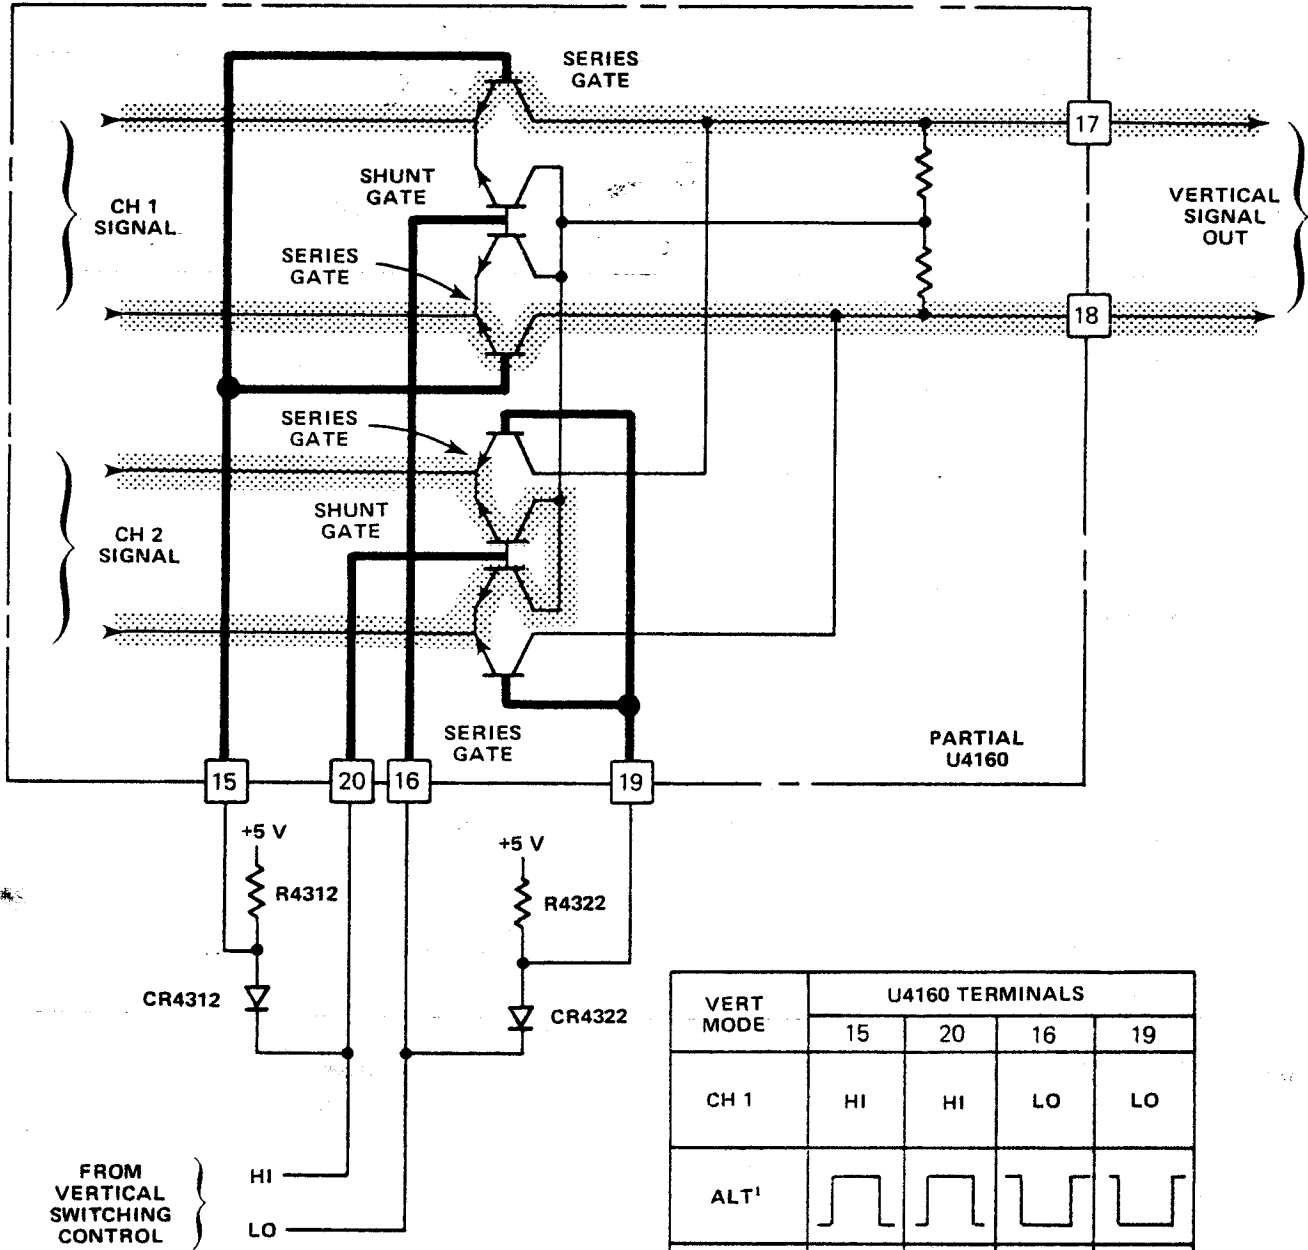 SERIES
GATE
17
SHUNT
GATE
CH 1
SIGNAL
VERTICAL
SIGNAL
OUT
SERIES
GATE
18
SERIES
GATE
SHUNT
GATE
CH 2
SIGNAL
SERIES
GATE
PARTIAL
U4160
15
20
16
19
+5 V
+5 V
R4312
R4322
CR4312
CR4322
FROM
VERTICAL
SWITCHING
CONTROL
HI
LO
VERT
MODE
U4160 TERMINALS
15 20 16 19
CH 1 HI HI LO LO
ALT¹